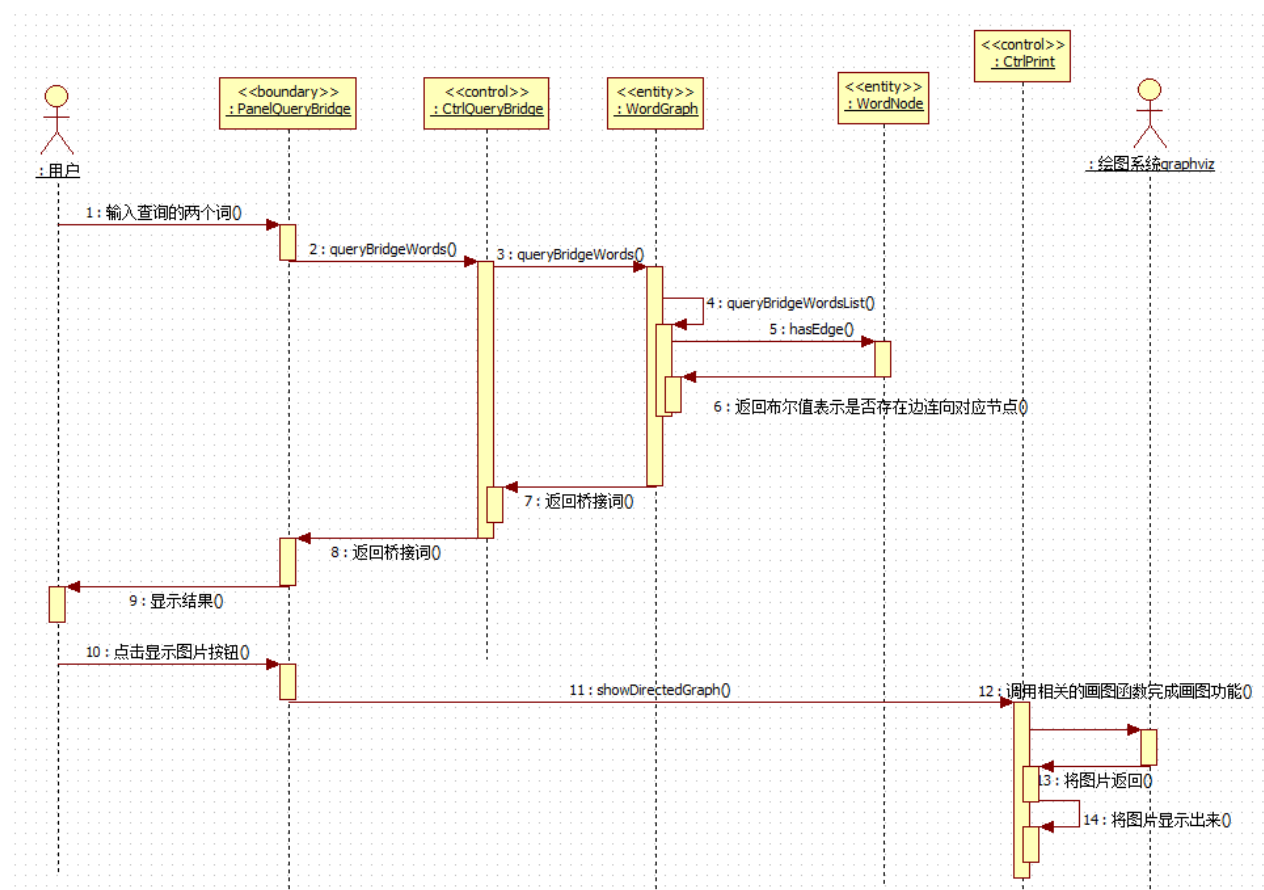 <<control>>
: CtrlPrint
<<boundary>>
: PanelQueryBridge
<<control>>
: CtrlQueryBridge
<<entity>>
: WordGraph
<<entity>>
: WordNode
: 用户
: 绘图系统graphviz
1 : 输入查询的两个词()
2 : queryBridgeWords()
3 : queryBridgeWords()
4 : queryBridgeWordsList()
5 : hasEdge()
6 : 返回布尔值表示是否存在边连向对应节点()
7 : 返回桥接词()
8 : 返回桥接词()
9 : 显示结果()
10 : 点击显示图片按钮()
11 : showDirectedGraph()
12 : 调用相关的画图函数完成画图功能()
13 : 将图片返回()
14 : 将图片显示出来()